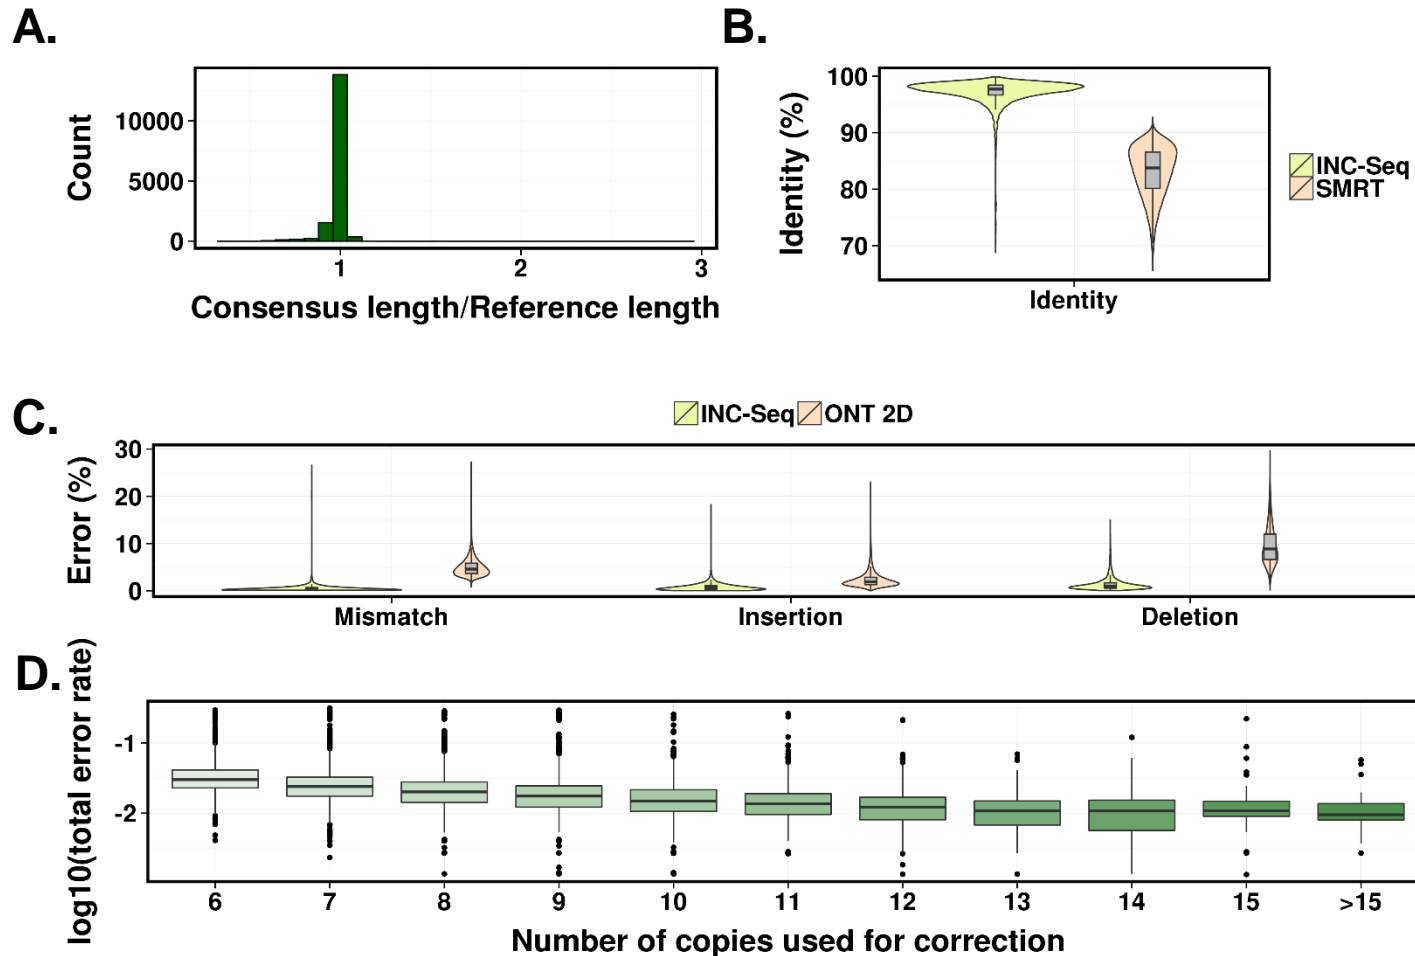 A.
Count
10000
5000
0
1
2
3
Consensus length/Reference length
B.
Identity (%)
100
90
80
70
Identity
INC-Seq
SMRT
C.
INC-Seq ONT 2D
Error (%)
30
20
10
0
Mismatch Insertion Deletion
D.
log10(total error rate)
-1
-2
6 7 8 9 10 11 12 13 14 15 >15
Number of copies used for correction